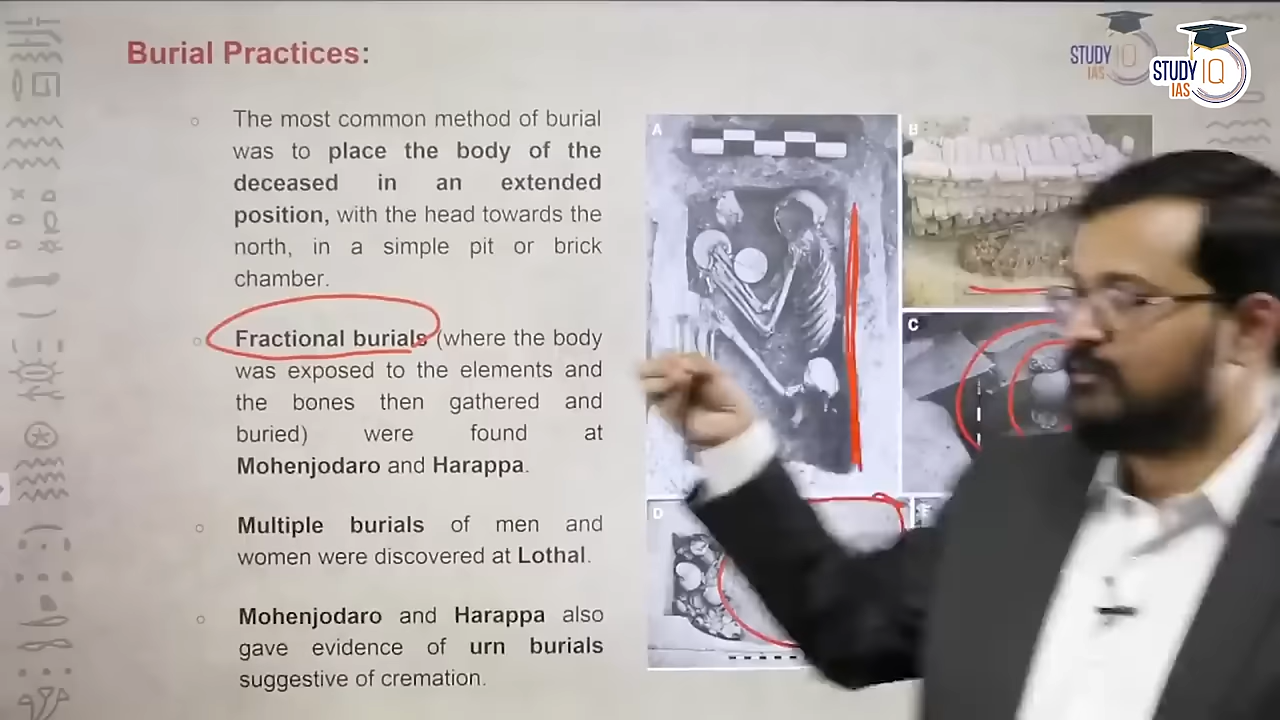 Burial Practices:
STUDY IQ
IAS
STUDY IQ
IAS
The most common method of burial
was to place the body of the
deceased in an extended
position, with the head towards the
north, in a simple pit or brick
chamber.
Fractional burials (where the body
was exposed to the elements and
the bones then gathered and
buried) were found at
Mohenjodaro and Harappa.
Multiple burials of men and
women were discovered at Lothal.
Mohenjodaro and Harappa also
gave evidence of urn burials
suggestive of cremation.
A
B
C
D